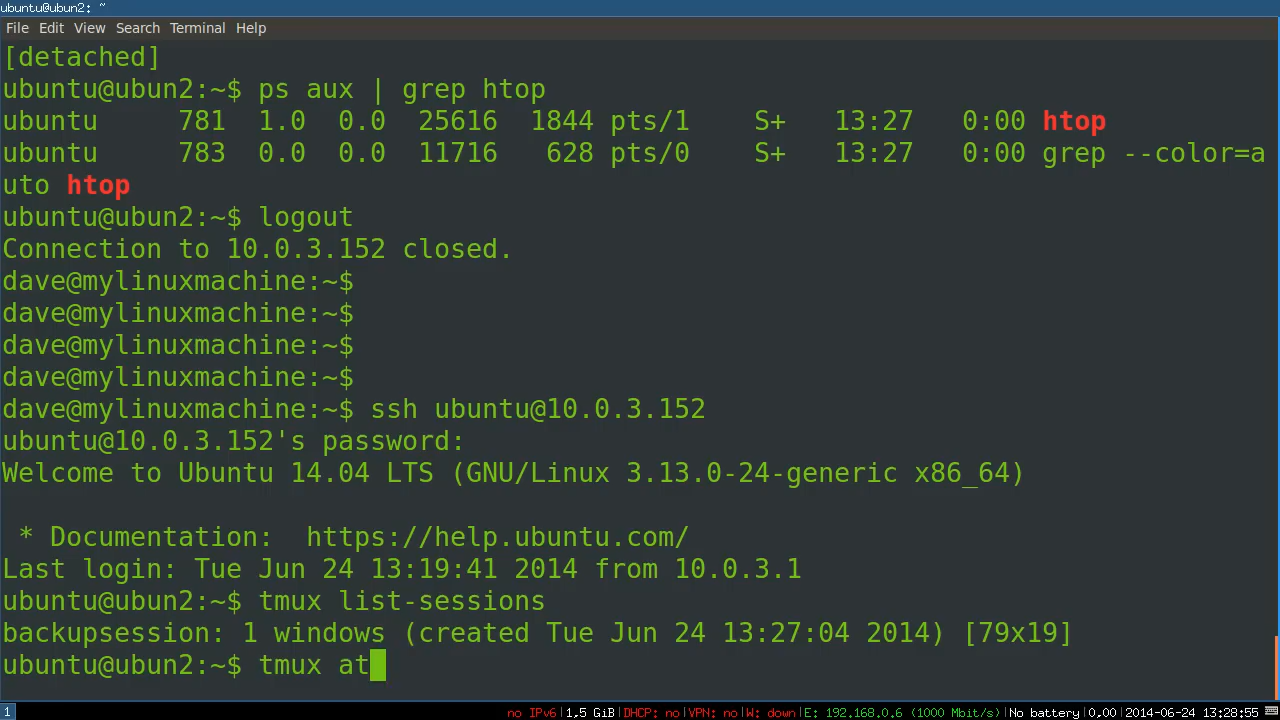 ubuntu@ubun2: ~
File Edit View Search Terminal Help
[detached]
ubuntu@ubun2:~$ ps aux | grep htop
ubuntu     781  1.0  0.0  25616  1844 pts/1    S+   13:27   0:00 htop
ubuntu     783  0.0  0.0  11716   628 pts/0    S+   13:27   0:00 grep --color=a
uto htop
ubuntu@ubun2:~$ logout
Connection to 10.0.3.152 closed.
dave@mylinuxmachine:~$
dave@mylinuxmachine:~$
dave@mylinuxmachine:~$
dave@mylinuxmachine:~$
dave@mylinuxmachine:~$ ssh ubuntu@10.0.3.152
ubuntu@10.0.3.152's password:
Welcome to Ubuntu 14.04 LTS (GNU/Linux 3.13.0-24-generic x86_64)
 * Documentation:  https://help.ubuntu.com/
Last login: Tue Jun 24 13:19:41 2014 from 10.0.3.1
ubuntu@ubun2:~$ tmux list-sessions
backupsession: 1 windows (created Tue Jun 24 13:27:04 2014) [79x19]
ubuntu@ubun2:~$ tmux at
1 no IPv6|1,5 GiB|DHCP: no|VPN: no|W: down|E: 192.168.0.6 (1000 Mbit/s)|No battery|0.00|2014-06-24 13:28:55